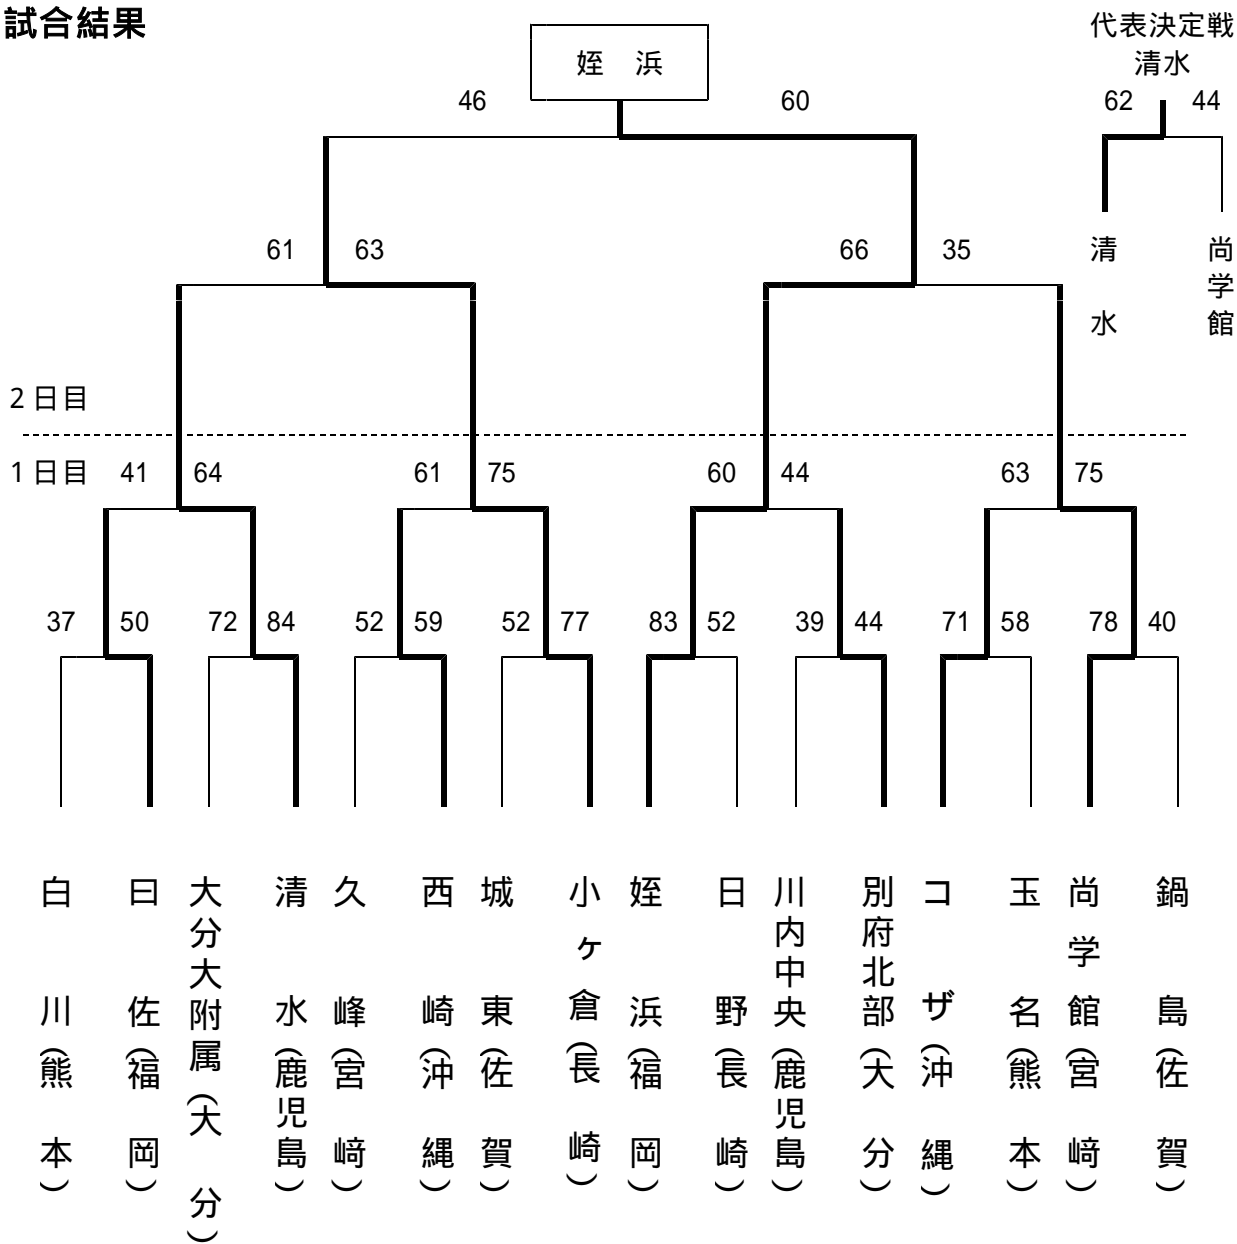 試合結果
代表決定戦
清水
姪 浜
46 60
62 44
61 63 66 35
清水
尚学館
2日目
1日目 41 64 61 75 60 44 63 75
37 50 72 84 52 59 52 77 83 52 39 44 71 58 78 40
白川(熊本)
曰佐(福岡)
大分大附属(大分)
清水(鹿児島)
久峰(宮﨑)
西崎(沖縄)
城東(佐賀)
小ヶ倉(長崎)
姪浜(福岡)
日野(長崎)
川内中央(鹿児島)
別府北部(大分)
コザ(沖縄)
玉名(熊本)
尚学館(宮﨑)
鍋島(佐賀)